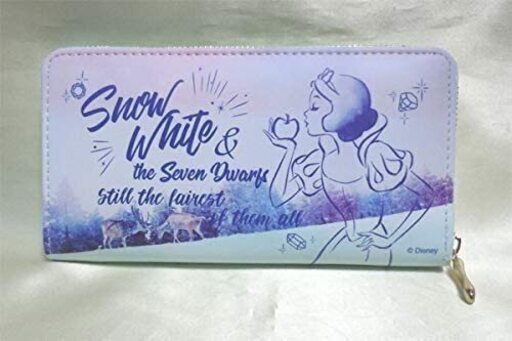 Snow
White &
the Seven Dwarfs
still the fairest
of them all
© Disney